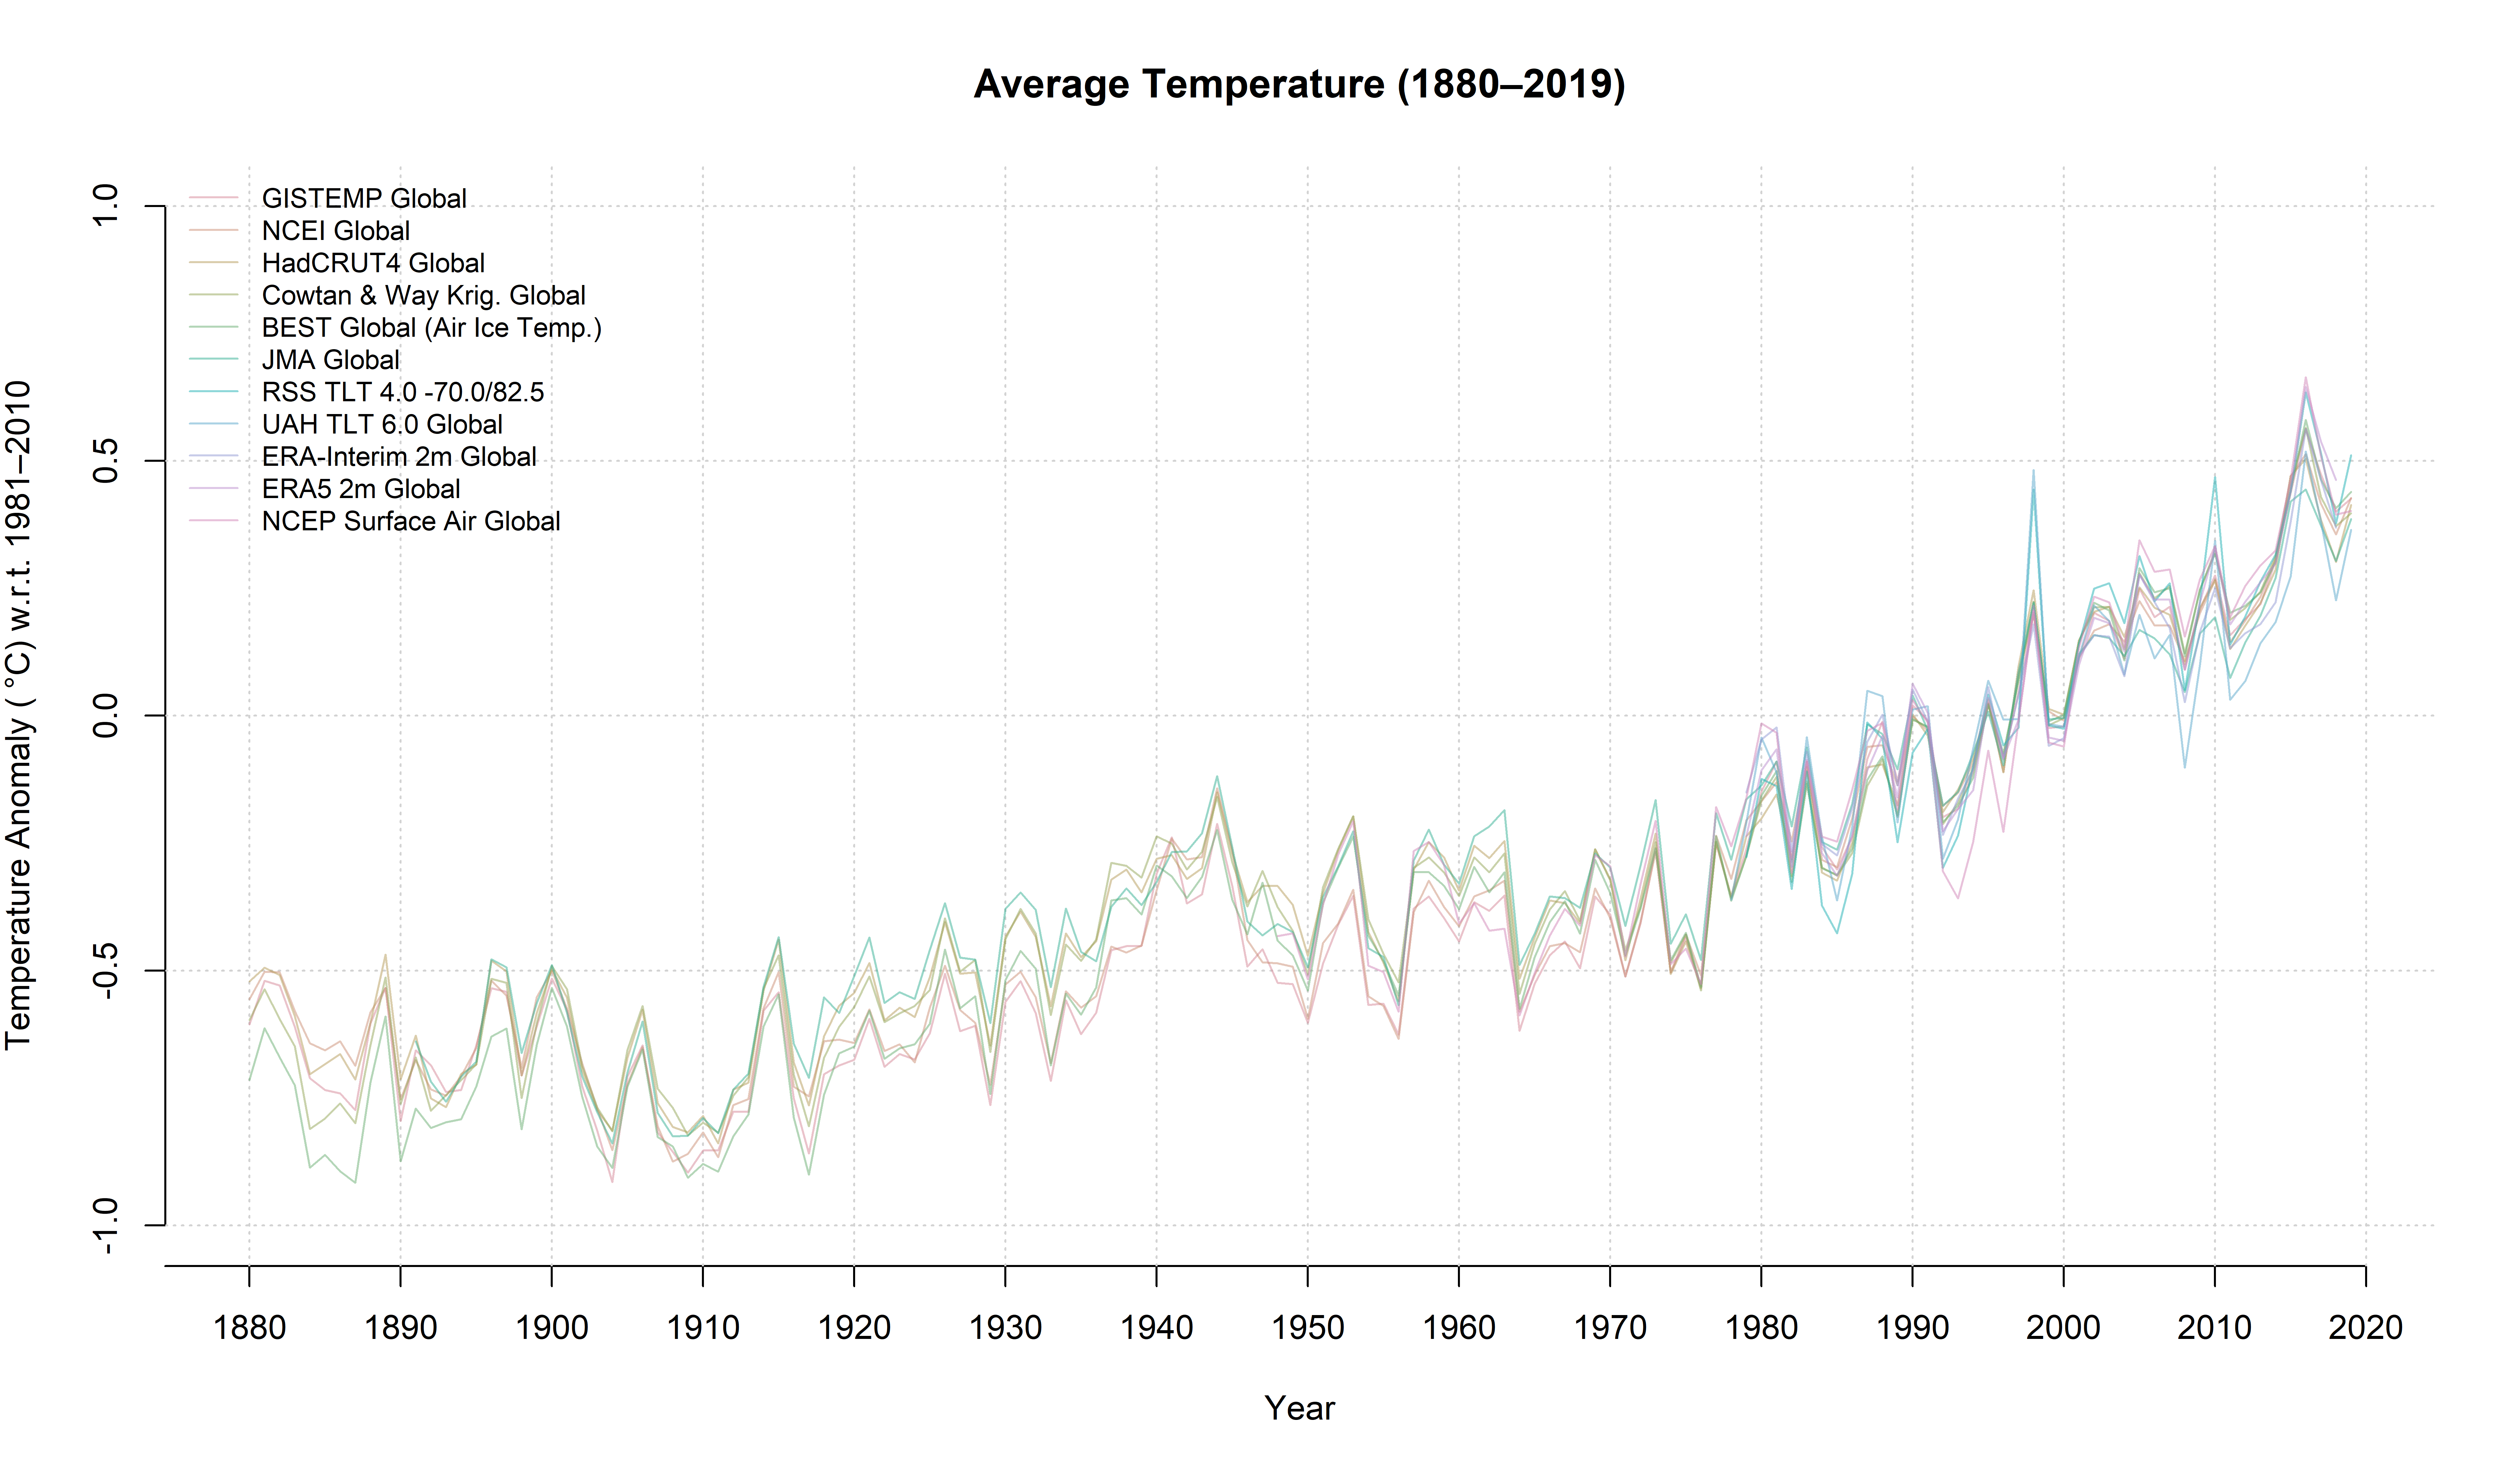 Average Temperature (1880–2019)
Temperature Anomaly ( °C) w.r.t. 1981–2010
1.0
0.5
0.0
-0.5
-1.0
GISTEMP Global
NCEI Global
HadCRUT4 Global
Cowtan & Way Krig. Global
BEST Global (Air Ice Temp.)
JMA Global
RSS TLT 4.0 -70.0/82.5
UAH TLT 6.0 Global
ERA-Interim 2m Global
ERA5 2m Global
NCEP Surface Air Global
1880 1890 1900 1910 1920 1930 1940 1950 1960 1970 1980 1990 2000 2010 2020
Year